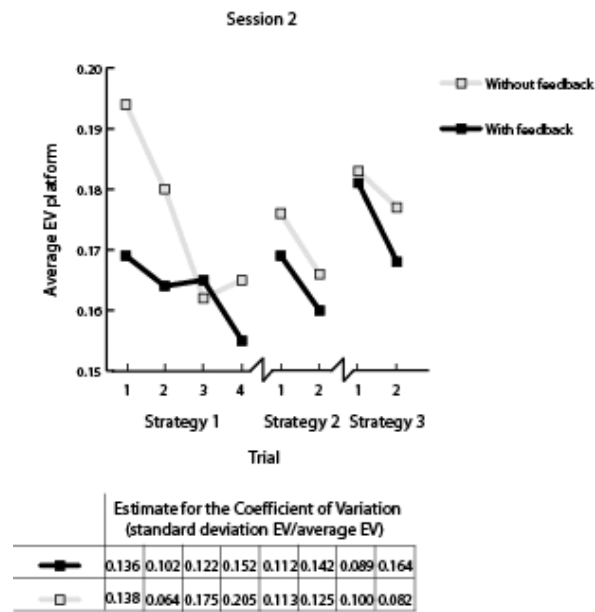 Session 2
0.20
0.19
0.18
0.17
0.16
0.15
Average EV platform
Without feedback
With feedback
1 2 3 4 1 2 1 2
Strategy 1 Strategy 2 Strategy 3
Trial
Estimate for the Coefficient of Variation
(standard deviation EV/average EV)
0.136 0.102 0.122 0.152 0.112 0.142 0.089 0.164
0.138 0.064 0.175 0.205 0.113 0.125 0.100 0.082